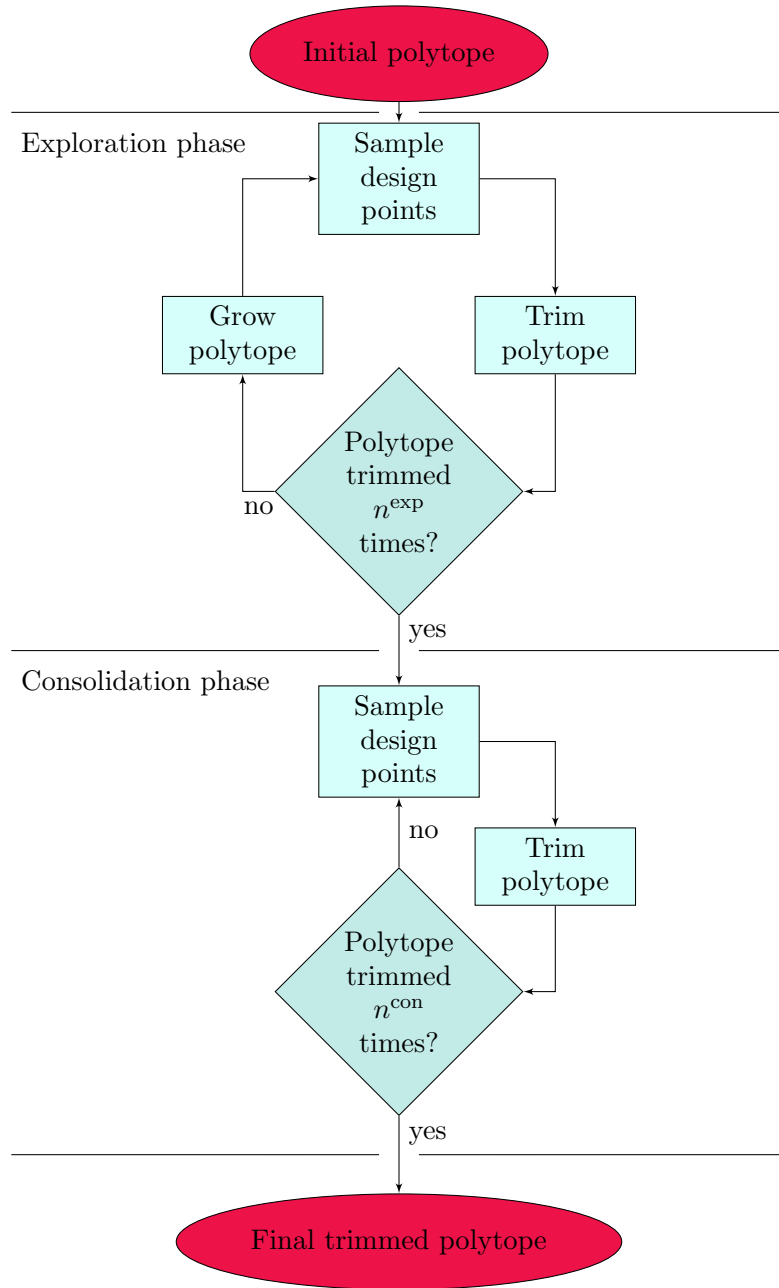 Initial polytope
Exploration phase
Sample
design
points
Grow
polytope
Trim
polytope
Polytope
trimmed
n^exp
times?
no
yes
Consolidation phase
Sample
design
points
no
Trim
polytope
Polytope
trimmed
n^con
times?
yes
Final trimmed polytope